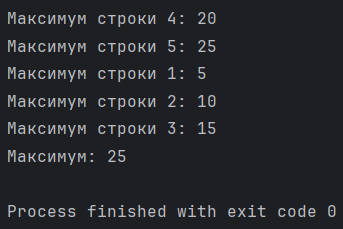 Максимум строки 4: 20
Максимум строки 5: 25
Максимум строки 1: 5
Максимум строки 2: 10
Максимум строки 3: 15
Максимум: 25
Process finished with exit code 0